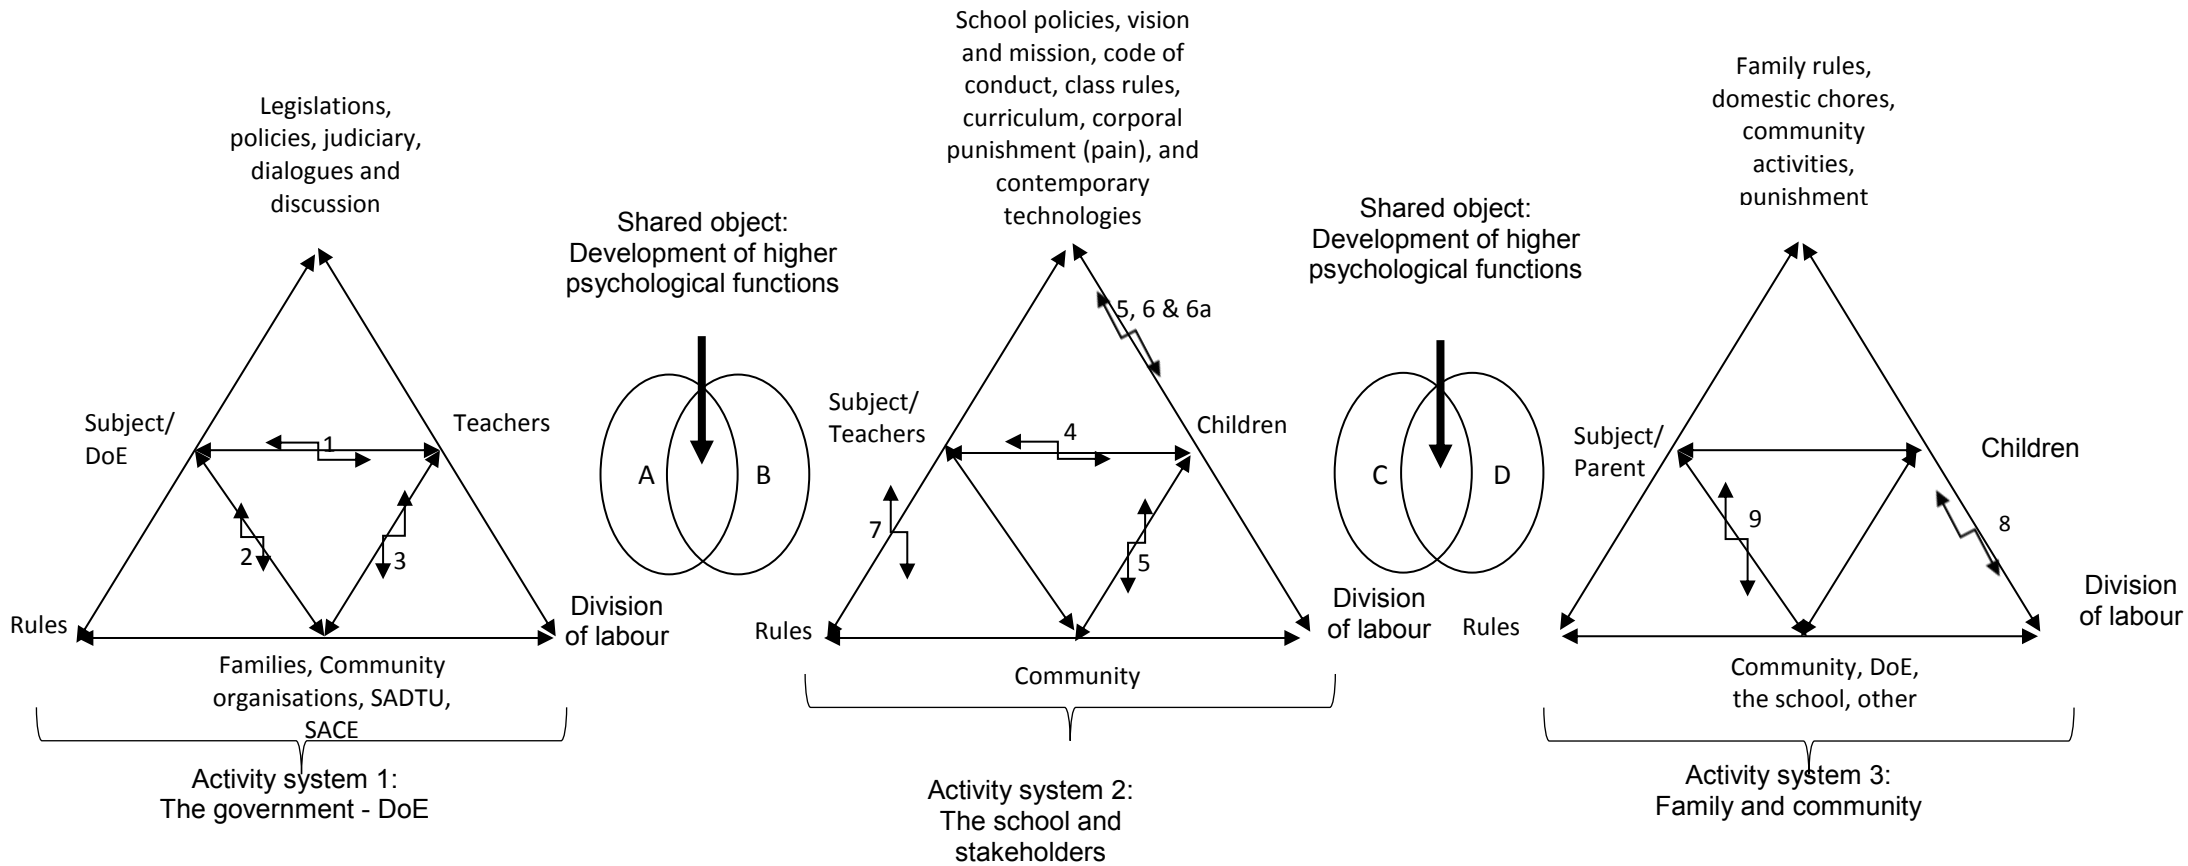 Legislations,
policies, judiciary,
dialogues and
discussion
Subject/
DoE
Teachers
1
2
3
Rules
Division
of labour
Families, Community
organisations, SADTU,
SACE
Activity system 1:
The government - DoE
Shared object:
Development of higher
psychological functions
A
B
School policies, vision
and mission, code of
conduct, class rules,
curriculum, corporal
punishment (pain), and
contemporary
technologies
5, 6 & 6a
Subject/
Teachers
Children
4
7
5
Rules
Division
of labour
Community
Activity system 2:
The school and
stakeholders
Shared object:
Development of higher
psychological functions
C
D
Family rules,
domestic chores,
community
activities,
punishment
Subject/
Parent
Children
9
8
Rules
Division
of labour
Community, DoE,
the school, other
Activity system 3:
Family and community